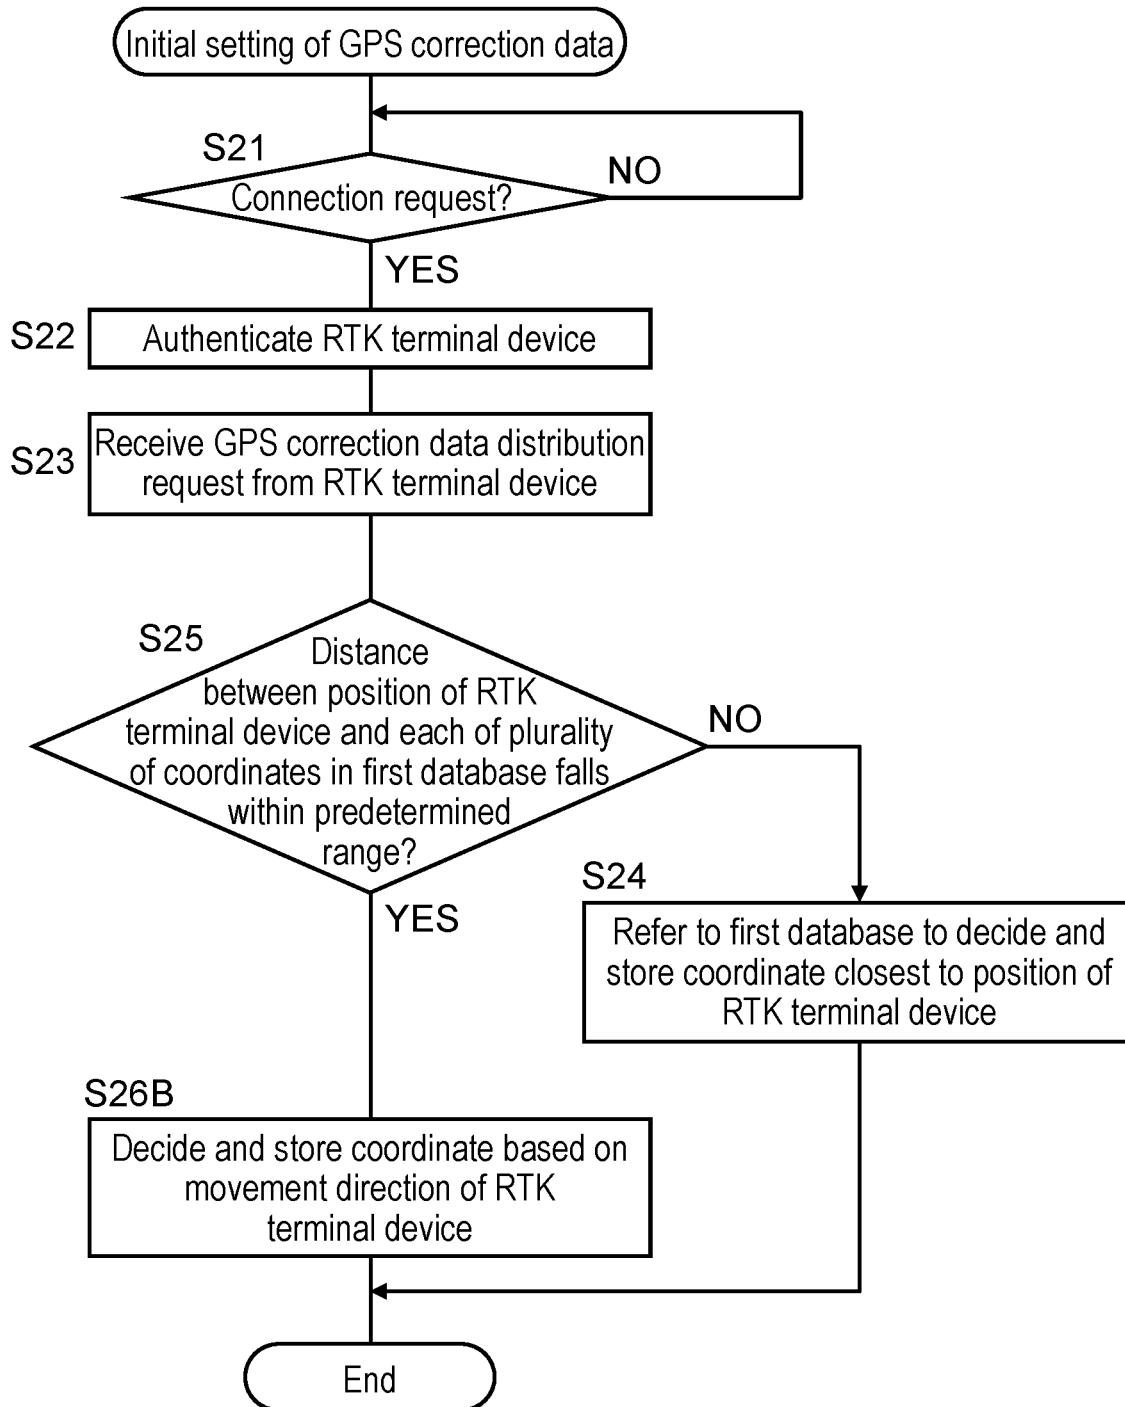 Initial setting of GPS correction data
S21
NO
Connection request?
YES
S22
Authenticate RTK terminal device
S23
Receive GPS correction data distribution
request from RTK terminal device
S25
Distance
between position of RTK
terminal device and each of plurality
of coordinates in first database falls
within predetermined
range?
NO
YES
S24
Refer to first database to decide and
store coordinate closest to position of
RTK terminal device
S26B
Decide and store coordinate based on
movement direction of RTK
terminal device
End